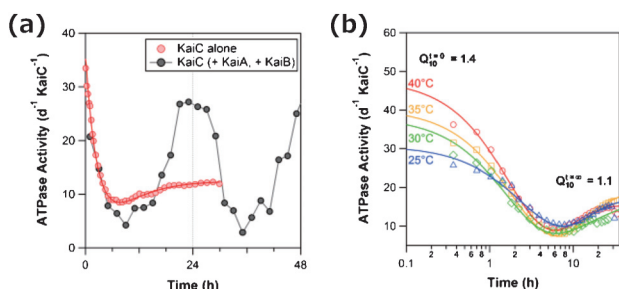 (a)
ATPase Activity (d⁻¹ KaiC⁻¹)
40
30
20
10
0
KaiC alone
KaiC (+ KaiA, + KaiB)
0
24
48
Time (h)
(b)
ATPase Activity (d⁻¹ KaiC⁻¹)
60
50
40
30
20
10
Q₁₀ᵗ⁼⁰ = 1.4
40°C
35°C
30°C
25°C
Q₁₀ᵗ⁼∞ = 1.1
0.1
2
4
6
8
1.0
2
4
6
8
10
2
Time (h)